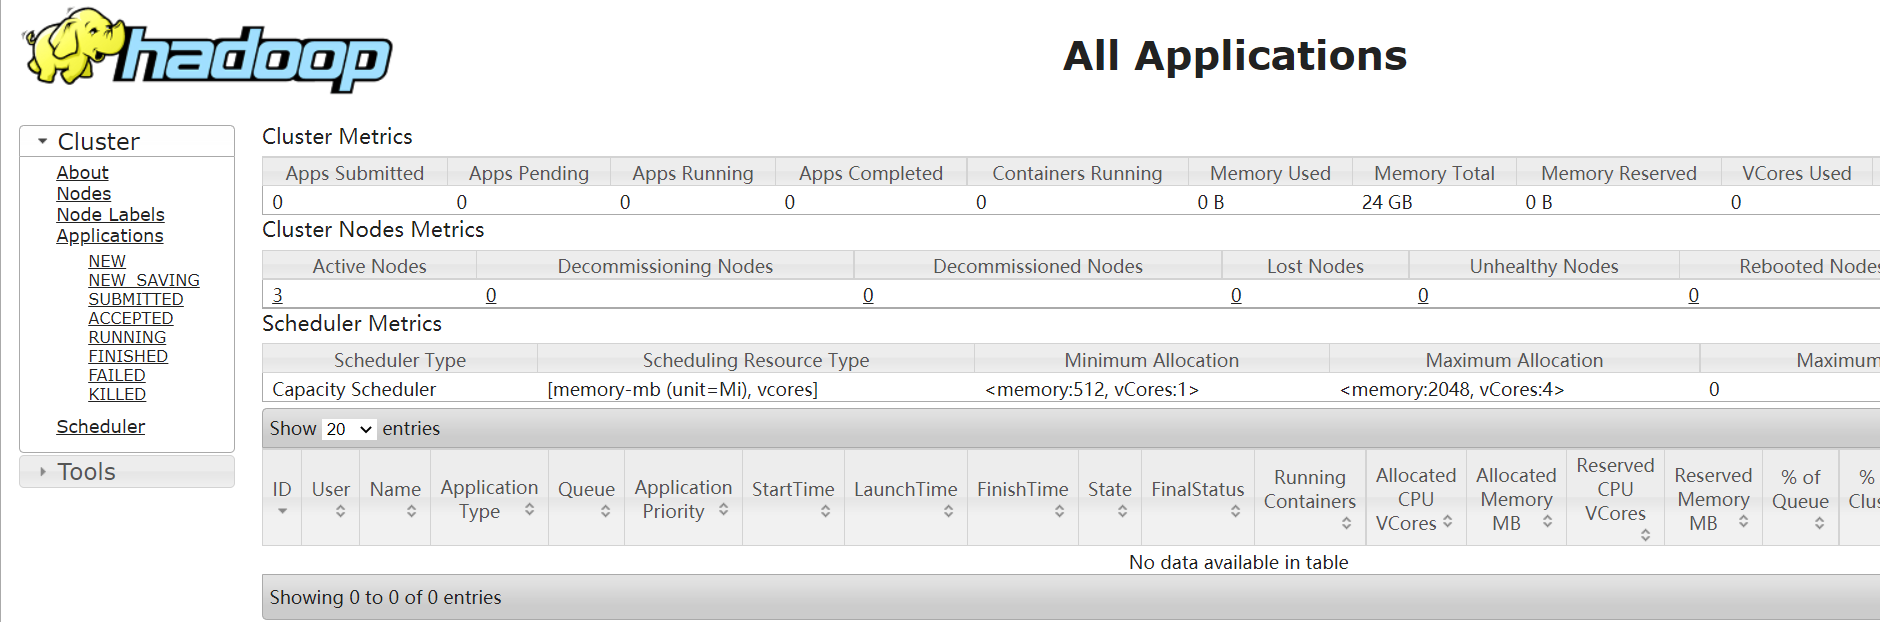 hadoop
All Applications
Cluster
About
Nodes
Node Labels
Applications
NEW
NEW_SAVING
SUBMITTED
ACCEPTED
RUNNING
FINISHED
FAILED
KILLED
Scheduler
Tools
Cluster Metrics
Apps Submitted Apps Pending Apps Running Apps Completed Containers Running Memory Used Memory Total Memory Reserved VCores Used
0 0 0 0 0 0 B 24 GB 0 B 0
Cluster Nodes Metrics
Active Nodes Decommissioning Nodes Decommissioned Nodes Lost Nodes Unhealthy Nodes Rebooted Nodes
3 0 0 0 0 0
Scheduler Metrics
Scheduler Type Scheduling Resource Type Minimum Allocation Maximum Allocation Maximum
Capacity Scheduler [memory-mb (unit=Mi), vcores] <memory:512, vCores:1> <memory:2048, vCores:4> 0
Show 20 entries
ID User Name Application Type Queue Application Priority StartTime LaunchTime FinishTime State FinalStatus Running Containers Allocated CPU VCores Allocated Memory MB Reserved CPU VCores Reserved Memory MB % of Queue %
No data available in table
Showing 0 to 0 of 0 entries